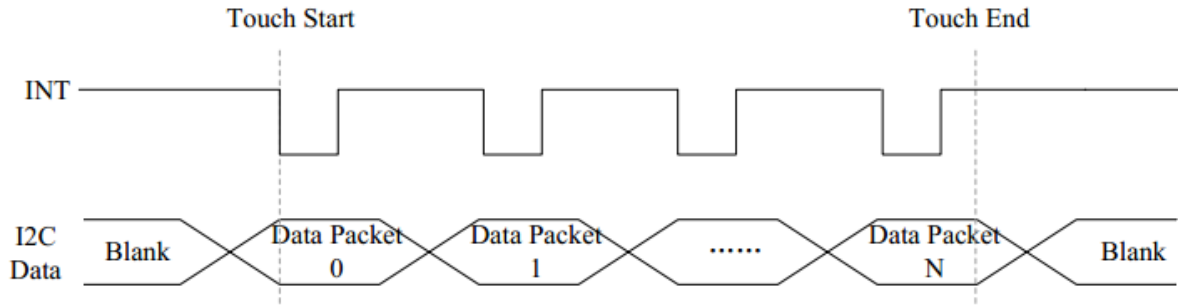 Touch Start
Touch End
INT
I2C
Data
Blank
Data Packet
0
Data Packet
1
······
Data Packet
N
Blank